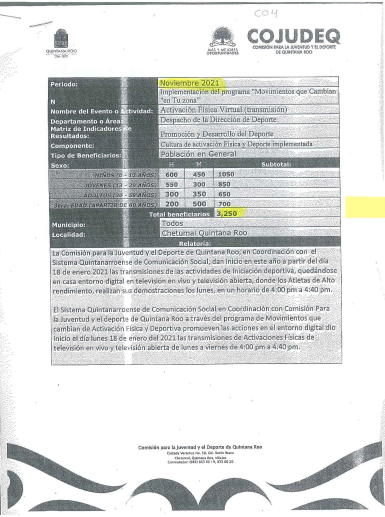 C04
QUINTANA ROO
MÁS Y MEJORES
OPORTUNIDADES
COJUDEQ
COMISIÓN PARA LA JUVENTUD Y EL DEPORTE
DE QUINTANA ROO
Periodo: Noviembre 2021
Implementación del programa "Movimientos que Cambian
N "en Tu zona"
Nombre del Evento o Actividad: Activación Física Virtual (transmisión)
Departamento o Área: Despacho de la Dirección de Deporte.
Matriz de Indicadores de
Resultados: Promoción y Desarrollo del Deporte
Componente: Cultura de activación Física y Deporte implementada
Tipo de Beneficiarios: Población en General
Sexo: H M Subtotal:
NIÑOS (6 - 12 AÑOS) 600 450 1050
JÓVENES (13 - 29 AÑOS) 550 300 850
300 350 650
3era. EDAD (APARTIR DE 60 AÑOS) 200 500 700
Total beneficiarios 3,250
Municipio: Todos
Localidad: Chetumal Quintana Roo
Relatoria:
La Comisión para la Juventud y el Deporte de Quintana Roo, en Coordinación con el
Sistema Quintanarroense de Comunicación Social, dan inicio en este año a partir del día
18 de enero 2021 las transmisiones de las actividades de Iniciación deportiva, quedándose
en casa entorno digital en televisión en vivo y televisión abierta, donde los Atletas de Alto
rendimiento, realizan sus demostraciones los lunes, en un horario de 4:00 pm a 4:40 pm.
El Sistema Quintanarroense de Comunicación Social en Coordinación con Comisión Para
la Juventud y el deporte de Quintana Roo a través del programa de Movimientos que
cambian de Activación Física y Deportiva promueven las acciones en el entorno digital dio
inicio el día lunes 18 de enero del 2021 las transmisiones de Activaciones Físicas de
televisión en vivo y televisión abierta de lunes a viernes de 4:00 pm a 4:40 pm.
Comisión para la Juventud y el Deporte de Quintana Roo
Chetumal, Quintana Roo, México